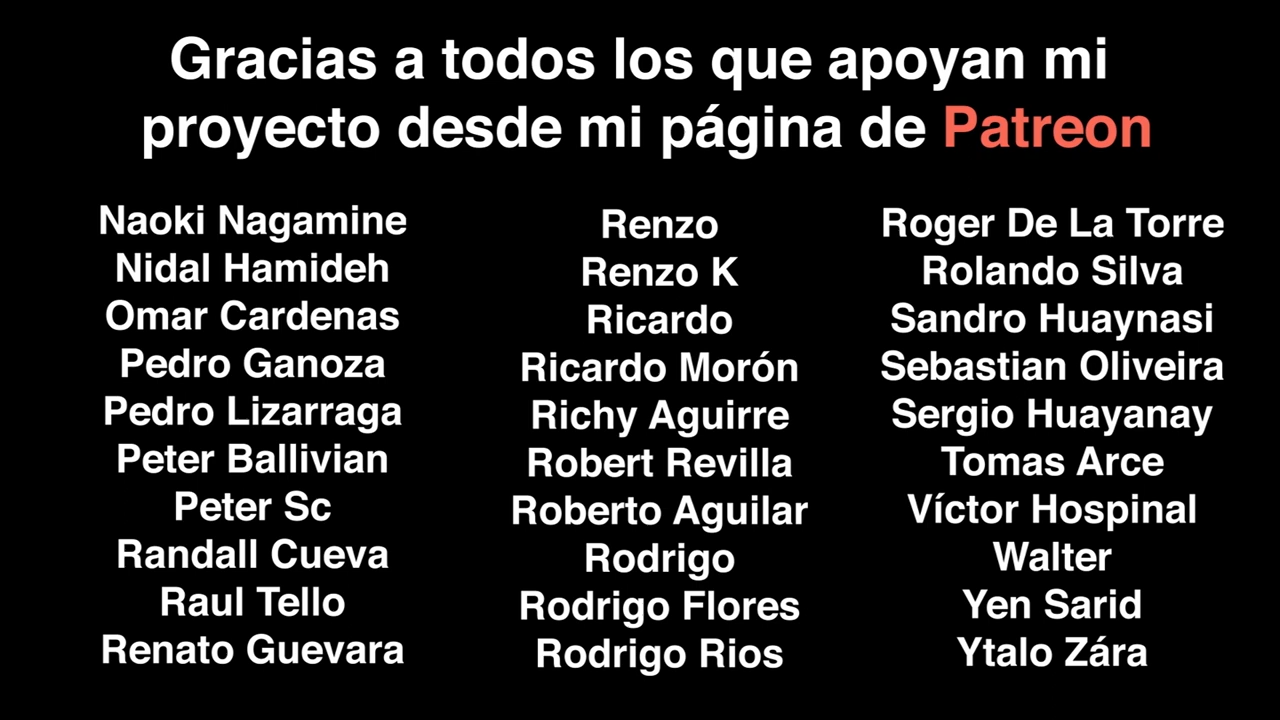 Gracias a todos los que apoyan mi
proyecto desde mi página de Patreon
Naoki Nagamine
Nidal Hamideh
Omar Cardenas
Pedro Ganoza
Pedro Lizarraga
Peter Ballivian
Peter Sc
Randall Cueva
Raul Tello
Renato Guevara
Renzo
Renzo K
Ricardo
Ricardo Morón
Richy Aguirre
Robert Revilla
Roberto Aguilar
Rodrigo
Rodrigo Flores
Rodrigo Rios
Roger De La Torre
Rolando Silva
Sandro Huaynasi
Sebastian Oliveira
Sergio Huayanay
Tomas Arce
Víctor Hospinal
Walter
Yen Sarid
Ytalo Zára